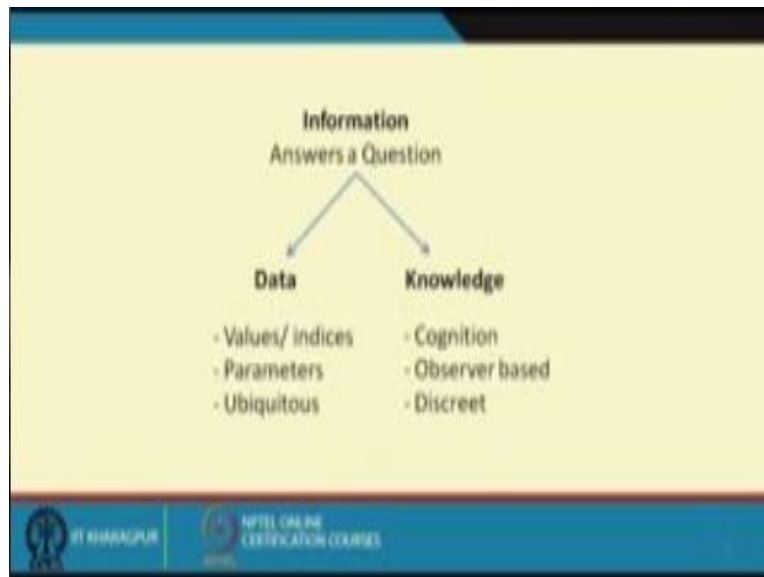 Information
Answers a Question
Data
- Values/ indices
- Parameters
- Ubiquitous
Knowledge
- Cognition
- Observer based
- Discreet
IIT KHARAGPUR
NPTEL ONLINE
CERTIFICATION COURSES